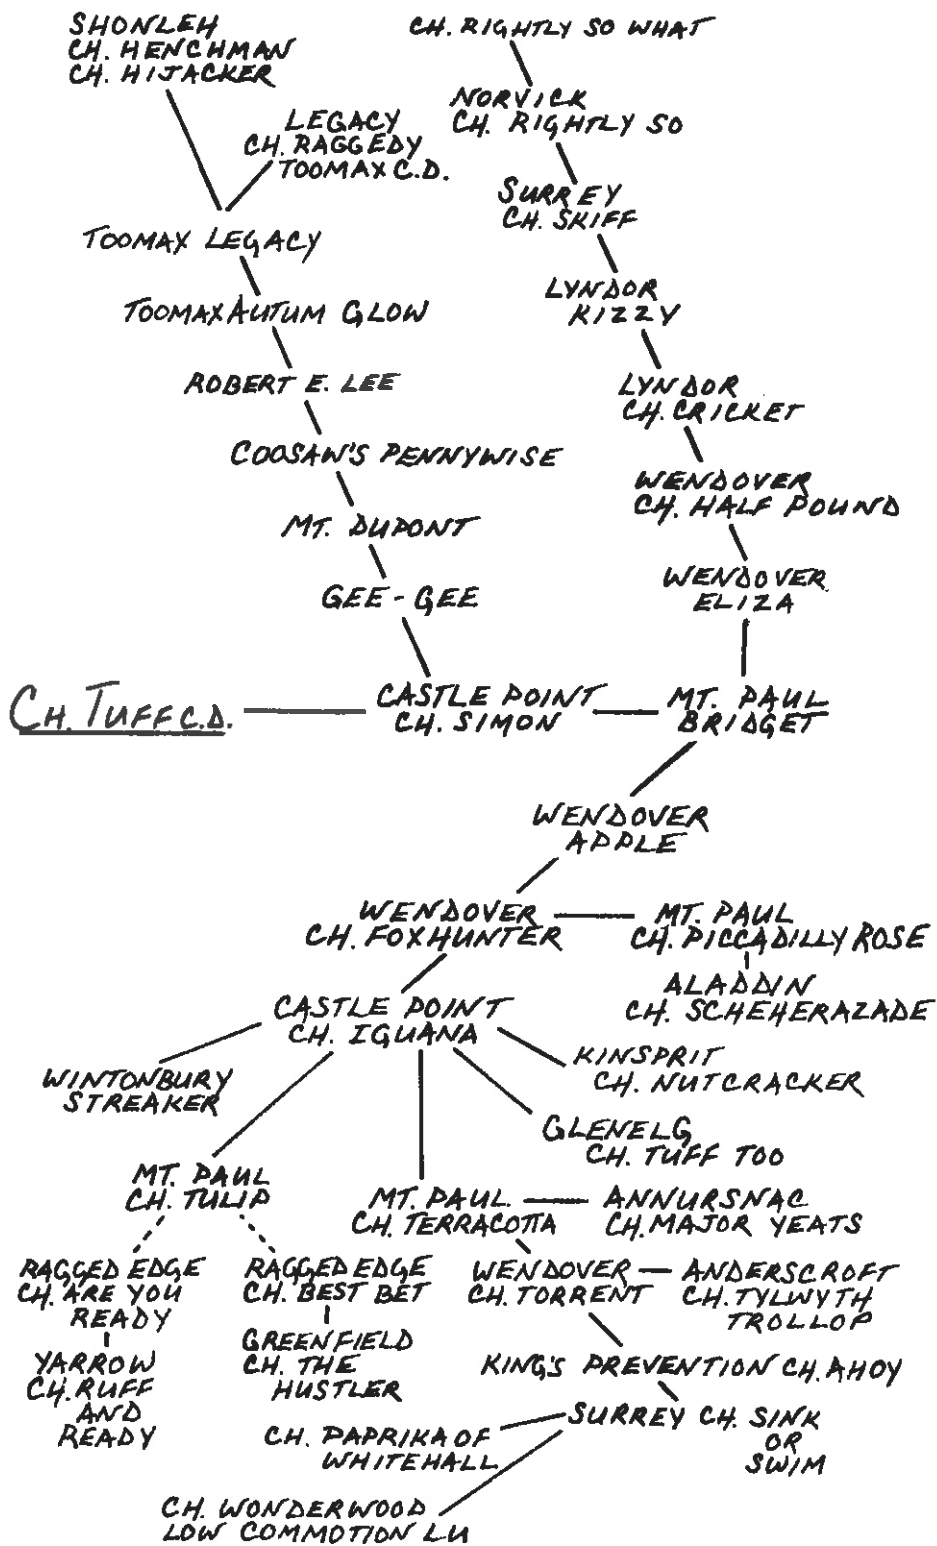 SHONLEH
CH. HENCHMAN
CH. HIJACKER
CH. RIGHTLY SO WHAT
NORVICK
CH. RIGHTLY SO
LEGACY
CH. RAGGEDY
TOOMAX C.D.
SURREY
CH. SKIFF
TOOMAX LEGACY
LYNDOR
KIZZY
TOOMAX AUTUM GLOW
ROBERT E. LEE
LYNDOR
CH. CRICKET
COOSAW'S PENNYWISE
WENDOVER
CH. HALF POUND
MT. DUPONT
WENDOVER
ELIZA
GEE-GEE
CH. TUFF C.D.
CASTLE POINT
CH. SIMON
MT. PAUL
BRIDGET
WENDOVER
APPLE
WENDOVER
CH. FOXHUNTER
MT. PAUL
CH. PICCADILLY ROSE
ALADDIN
CH. SCHEHERAZADE
CASTLE POINT
CH. IGUANA
WINTONBURY
STREAKER
KINSPRIT
CH. NUTCRACKER
GLENELG
CH. TUFF TOO
MT. PAUL
CH. TULIP
MT. PAUL
CH. TERRACOTTA
ANNURSNAC
CH. MAJOR YEATS
RAGGED EDGE
CH. ARE YOU
READY
RAGGED EDGE
CH. BEST BET
WENDOVER
CH. TORRENT
ANDERSCROFT
CH. TYLWYTH
TROLLOP
YARROW
CH. RUFF
AND
READY
GREENFIELD
CH. THE
HUSTLER
KING'S PREVENTION CH. AHOY
SURREY CH. SINK
OR
SWIM
CH. PAPRIKA OF
WHITEHALL
CH. WONDERWOOD
LOW COMMOTION LU